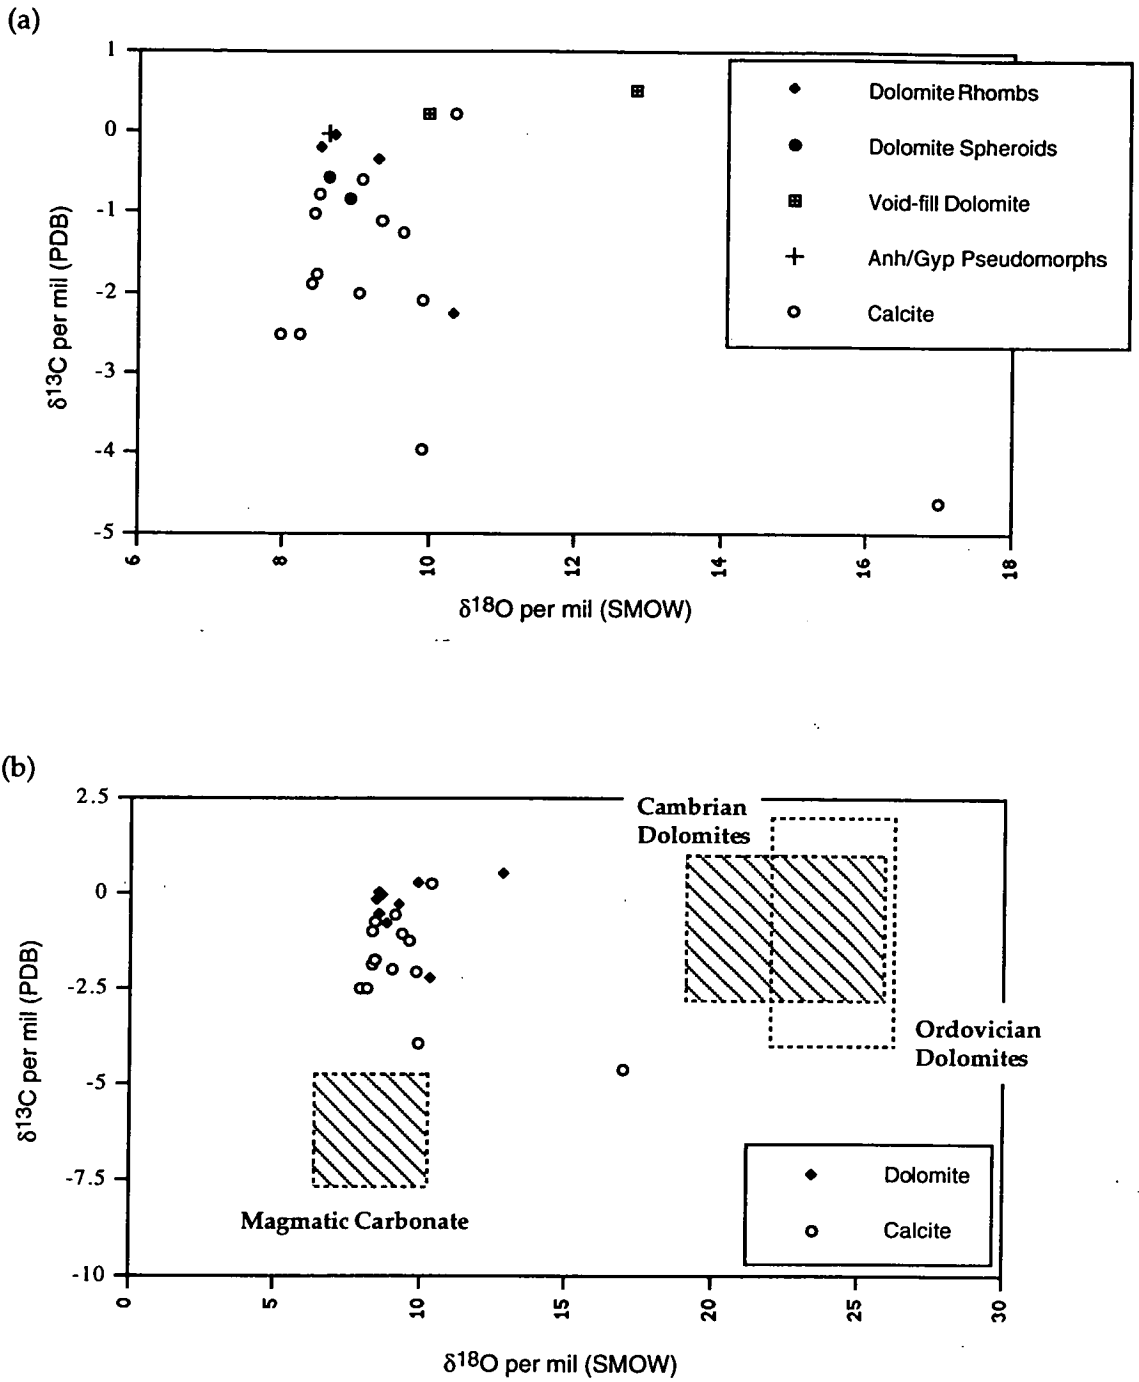 (a)
1
0
-1
-2
-3
-4
-5
δ13C per mil (PDB)
6
8
10
12
14
16
18
δ18O per mil (SMOW)
Dolomite Rhombs
Dolomite Spheroids
Void-fill Dolomite
Anh/Gyp Pseudomorphs
Calcite
(b)
2.5
0
-2.5
-5
-7.5
-10
δ13C per mil (PDB)
Cambrian
Dolomites
Ordovician
Dolomites
Magmatic Carbonate
Dolomite
Calcite
0
5
10
15
20
25
30
δ18O per mil (SMOW)